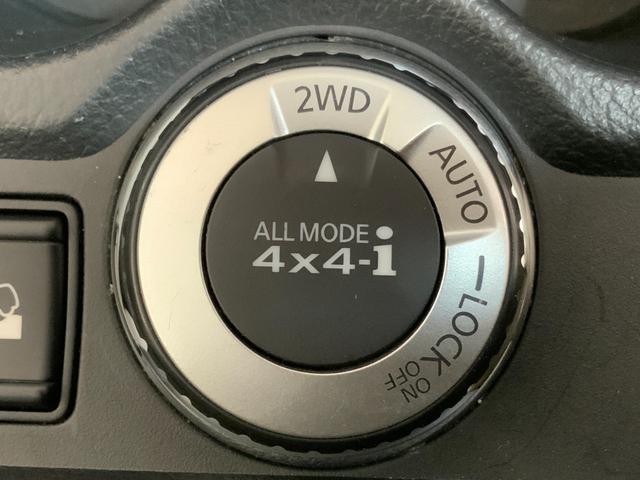 2WD
AUTO
ALL MODE
4x4-i
LOCK
ON
OFF